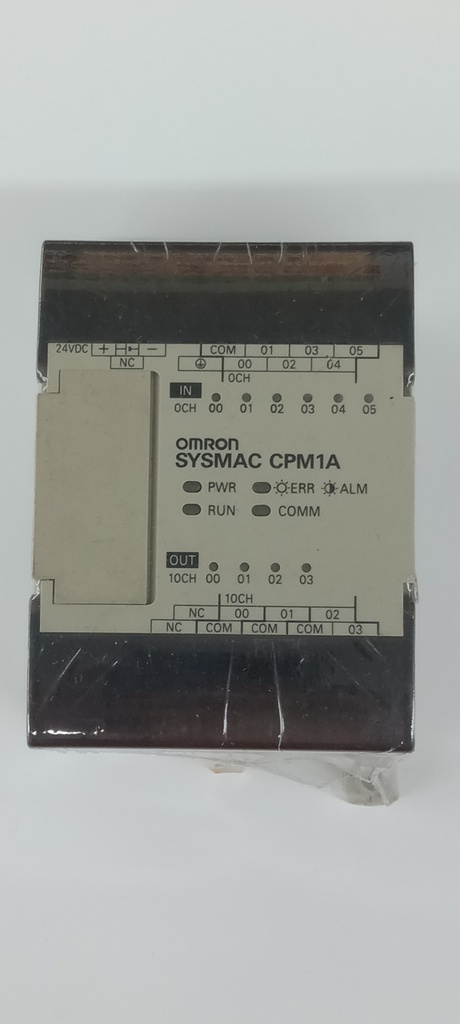 24VDC + − COM 01 03 05
NC 00 02 04
0CH
IN
0CH 00 01 02 03 04 05
OMRON
SYSMAC CPM1A
PWR ERR ALM
RUN COMM
OUT
10CH 00 01 02 03
10CH
NC 00 01 02
NC COM COM COM 03